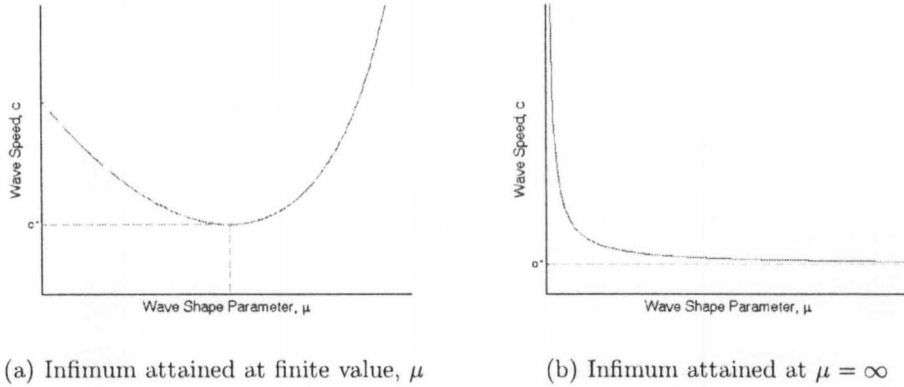 Wave Speed, c
c*
Wave Shape Parameter, μ
(a) Infimum attained at finite value, μ
Wave Speed, c
c*
Wave Shape Parameter, μ
(b) Infimum attained at μ = ∞